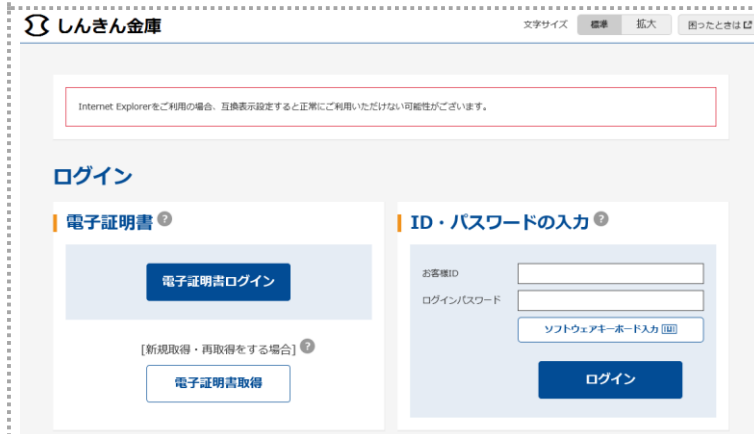 しんきん金庫
文字サイズ 標準 拡大 困ったときは
Internet Explorerをご利用の場合、互換表示設定すると正常にご利用いただけない可能性がございます。
ログイン
電子証明書 ?
電子証明書ログイン
[新規取得・再取得をする場合] ?
電子証明書取得
ID・パスワードの入力 ?
お客様ID
ログインパスワード
ソフトウェアキーボード入力
ログイン